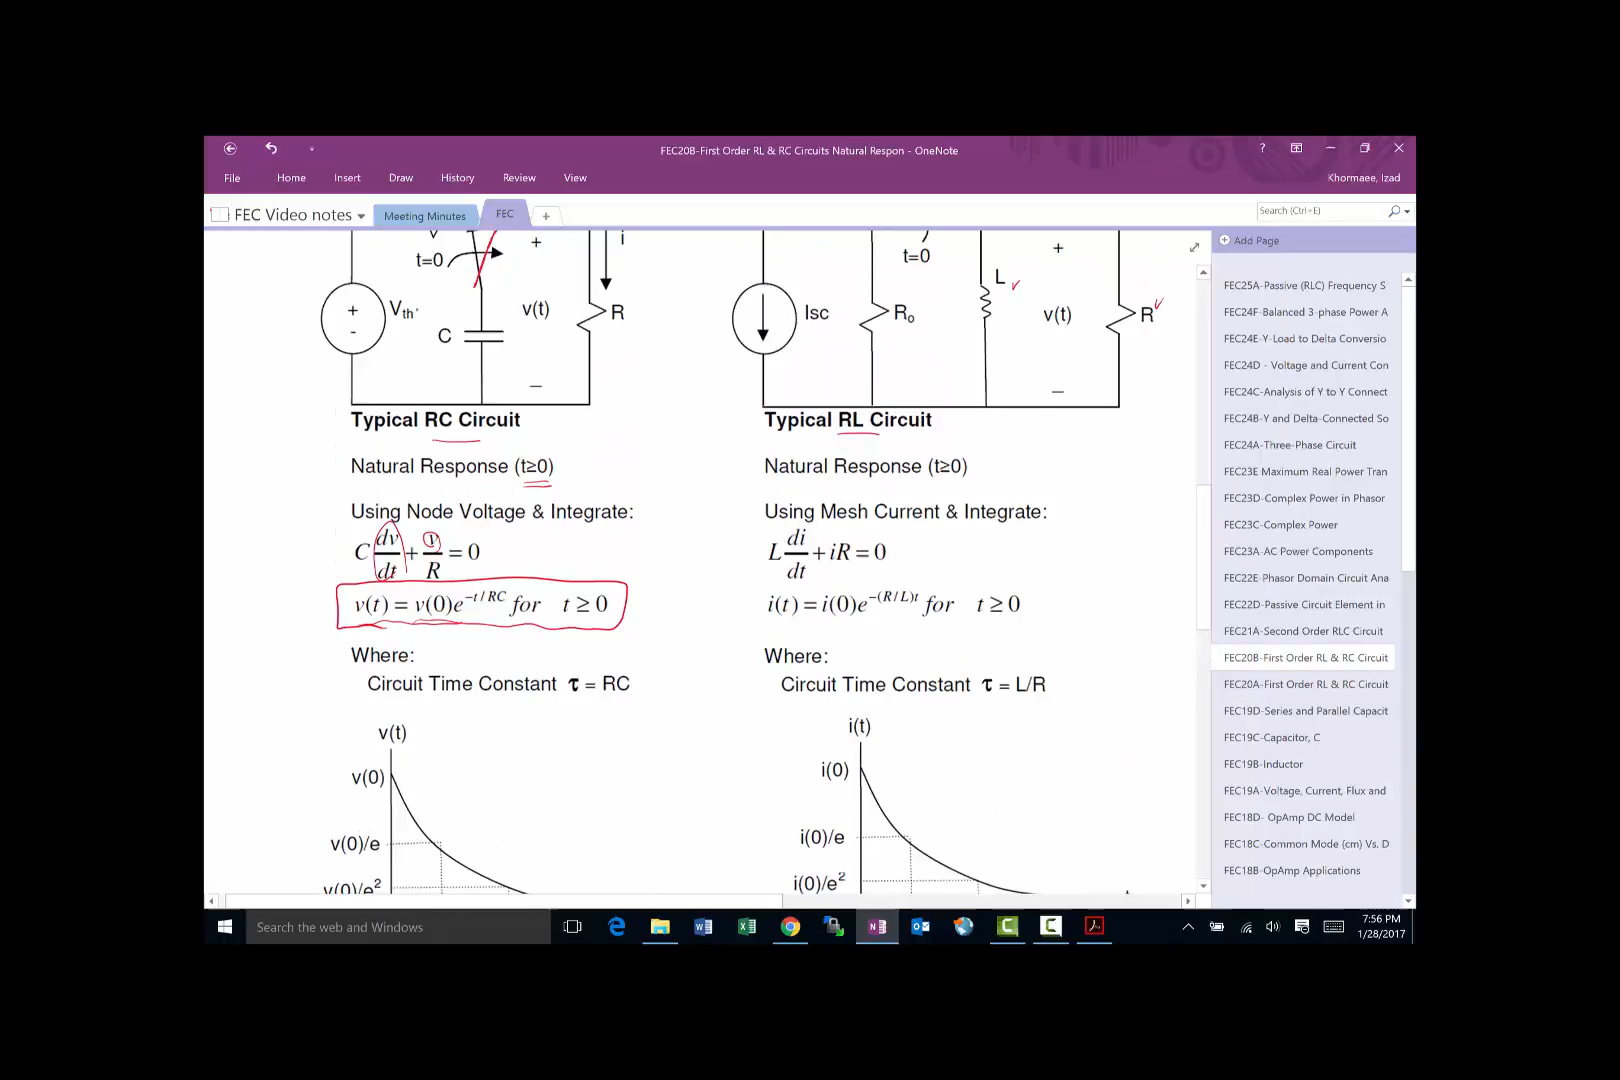 FEC20B-First Order RL & RC Circuits Natural Respon - OneNote
?
File Home Insert Draw History Review View
Khormaee, Izad
FEC Video notes
Meeting Minutes
FEC
+
Search (Ctrl+E)
Add Page
t=0
+
i
+
-
Vth'
C
v(t)
R
_
Typical RC Circuit
Natural Response (t≥0)
Using Node Voltage & Integrate:
C dv/dt + v/R = 0
v(t) = v(0)e^{-t/RC} for t ≥ 0
Where:
Circuit Time Constant τ = RC
v(t)
v(0)
v(0)/e
v(0)/e²
t=0
L
+
Isc
Ro
v(t)
R
_
Typical RL Circuit
Natural Response (t≥0)
Using Mesh Current & Integrate:
L di/dt + iR = 0
i(t) = i(0)e^{-(R/L)t} for t ≥ 0
Where:
Circuit Time Constant τ = L/R
i(t)
i(0)
i(0)/e
i(0)/e²
FEC25A-Passive (RLC) Frequency S
FEC24F-Balanced 3-phase Power A
FEC24E-Y-Load to Delta Conversio
FEC24D - Voltage and Current Con
FEC24C-Analysis of Y to Y Connect
FEC24B-Y and Delta-Connected So
FEC24A-Three-Phase Circuit
FEC23E Maximum Real Power Tran
FEC23D-Complex Power in Phasor
FEC23C-Complex Power
FEC23A-AC Power Components
FEC22E-Phasor Domain Circuit Ana
FEC22D-Passive Circuit Element in
FEC21A-Second Order RLC Circuit
FEC20B-First Order RL & RC Circuit
FEC20A-First Order RL & RC Circuit
FEC19D-Series and Parallel Capacit
FEC19C-Capacitor, C
FEC19B-Inductor
FEC19A-Voltage, Current, Flux and
FEC18D- OpAmp DC Model
FEC18C-Common Mode (cm) Vs. D
FEC18B-OpAmp Applications
Search the web and Windows
7:56 PM
1/28/2017